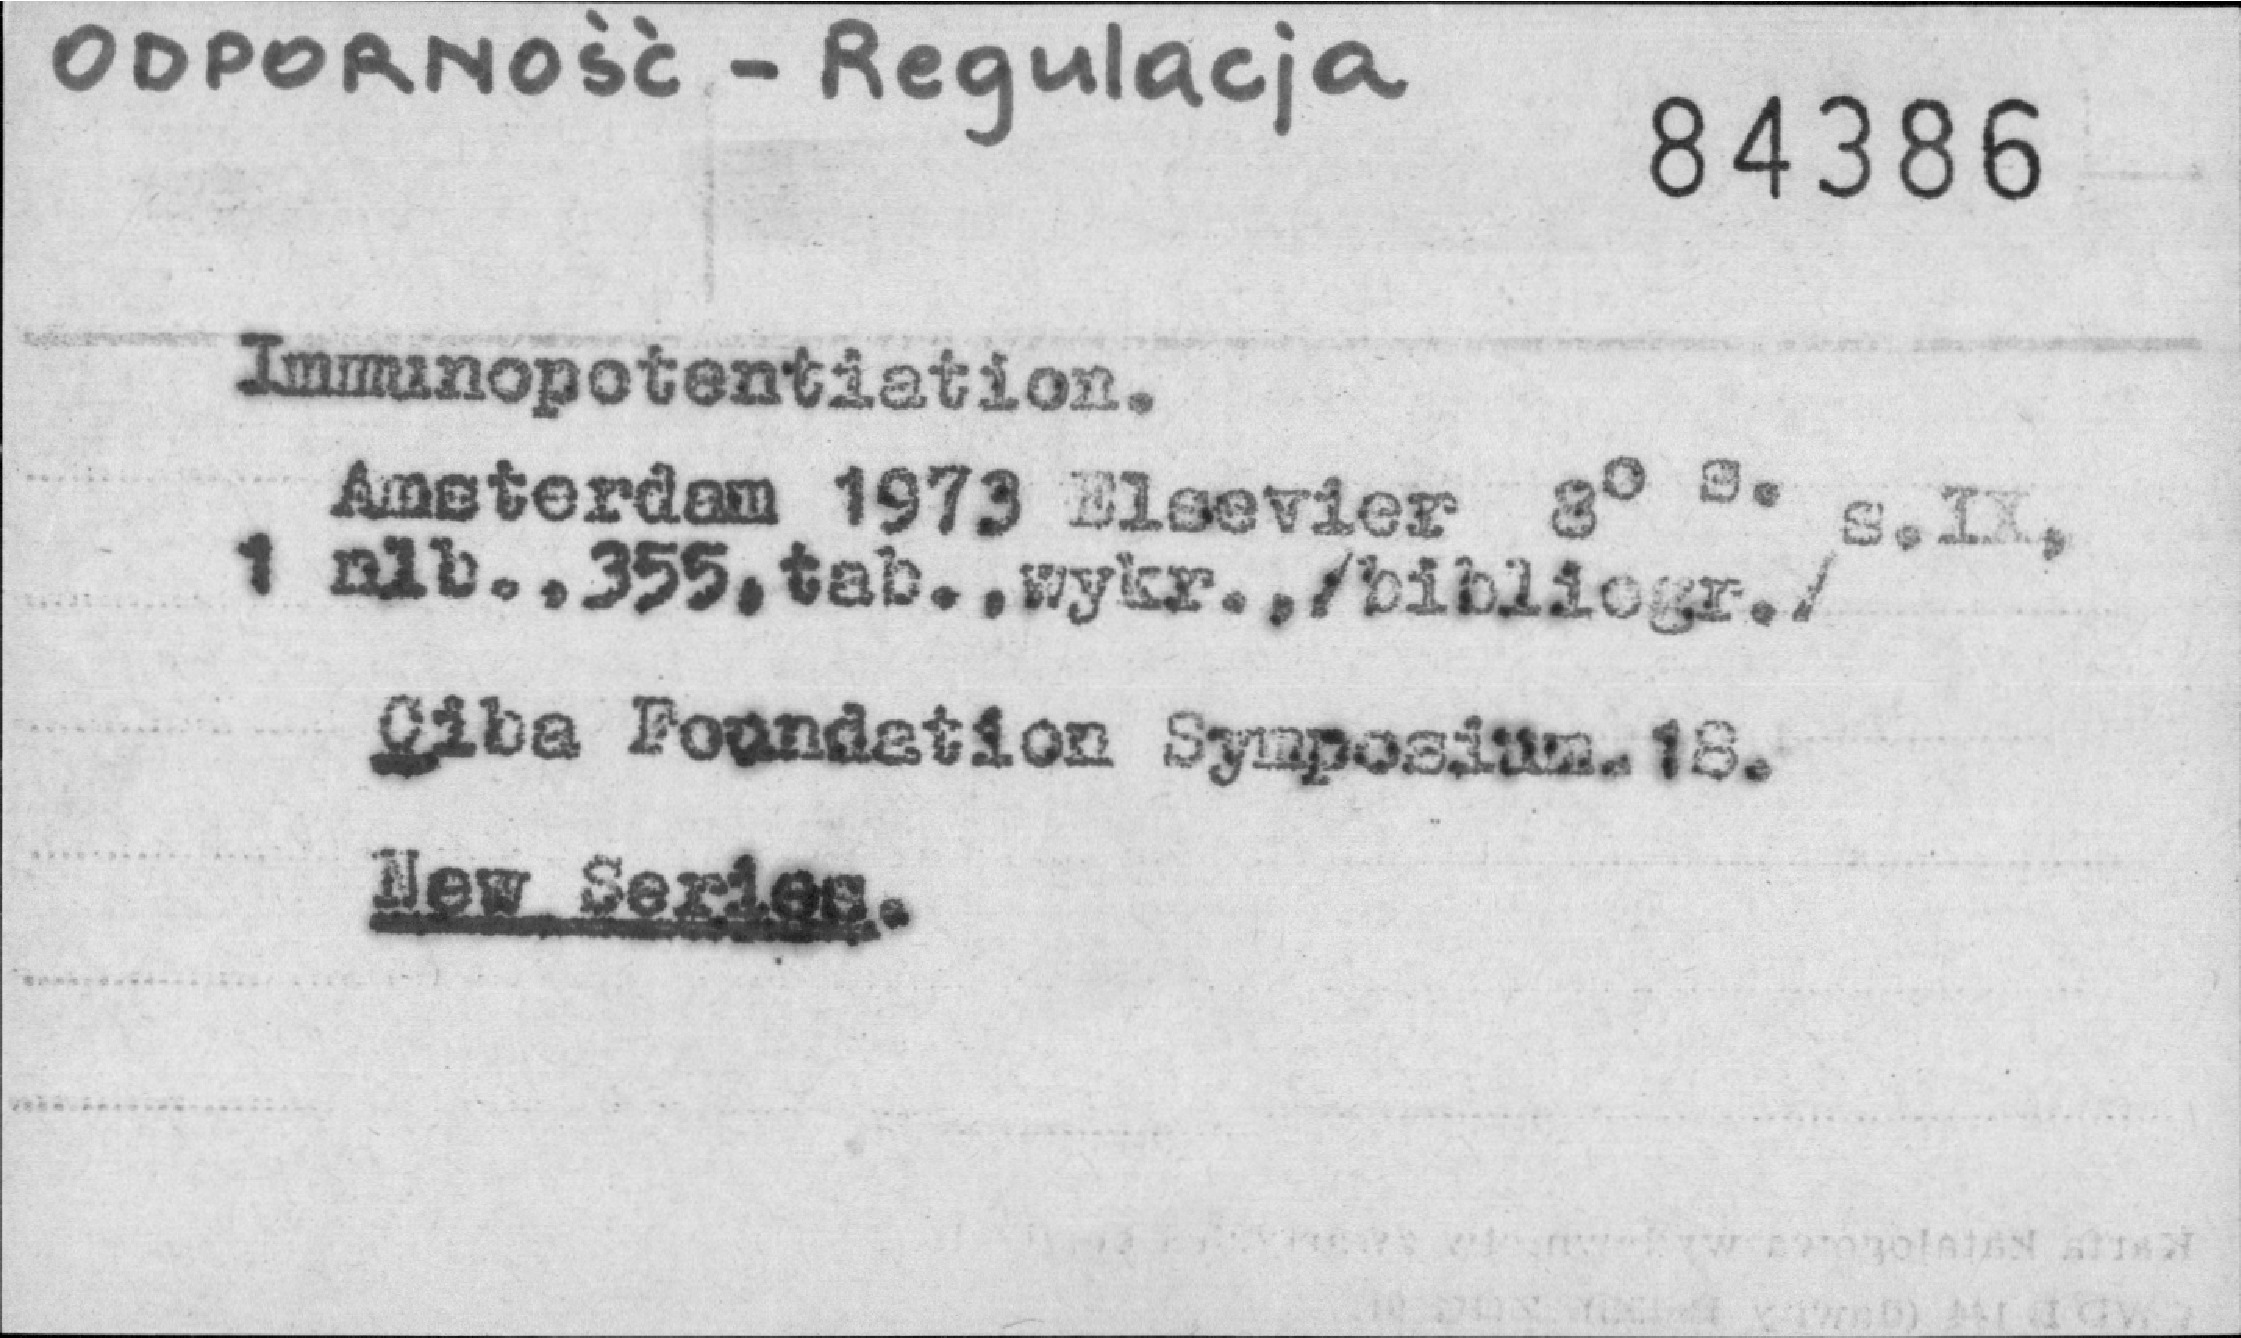 ODPORNOŚĆ - Regulacja
84386
Immunopotentiation.
Amsterdam 1973 Elsevier 8° s. s.IX,
1 nlb.,355,tab.,wykr.,/bibliogr./
Ciba Foundation Symposium.18.
New Series.